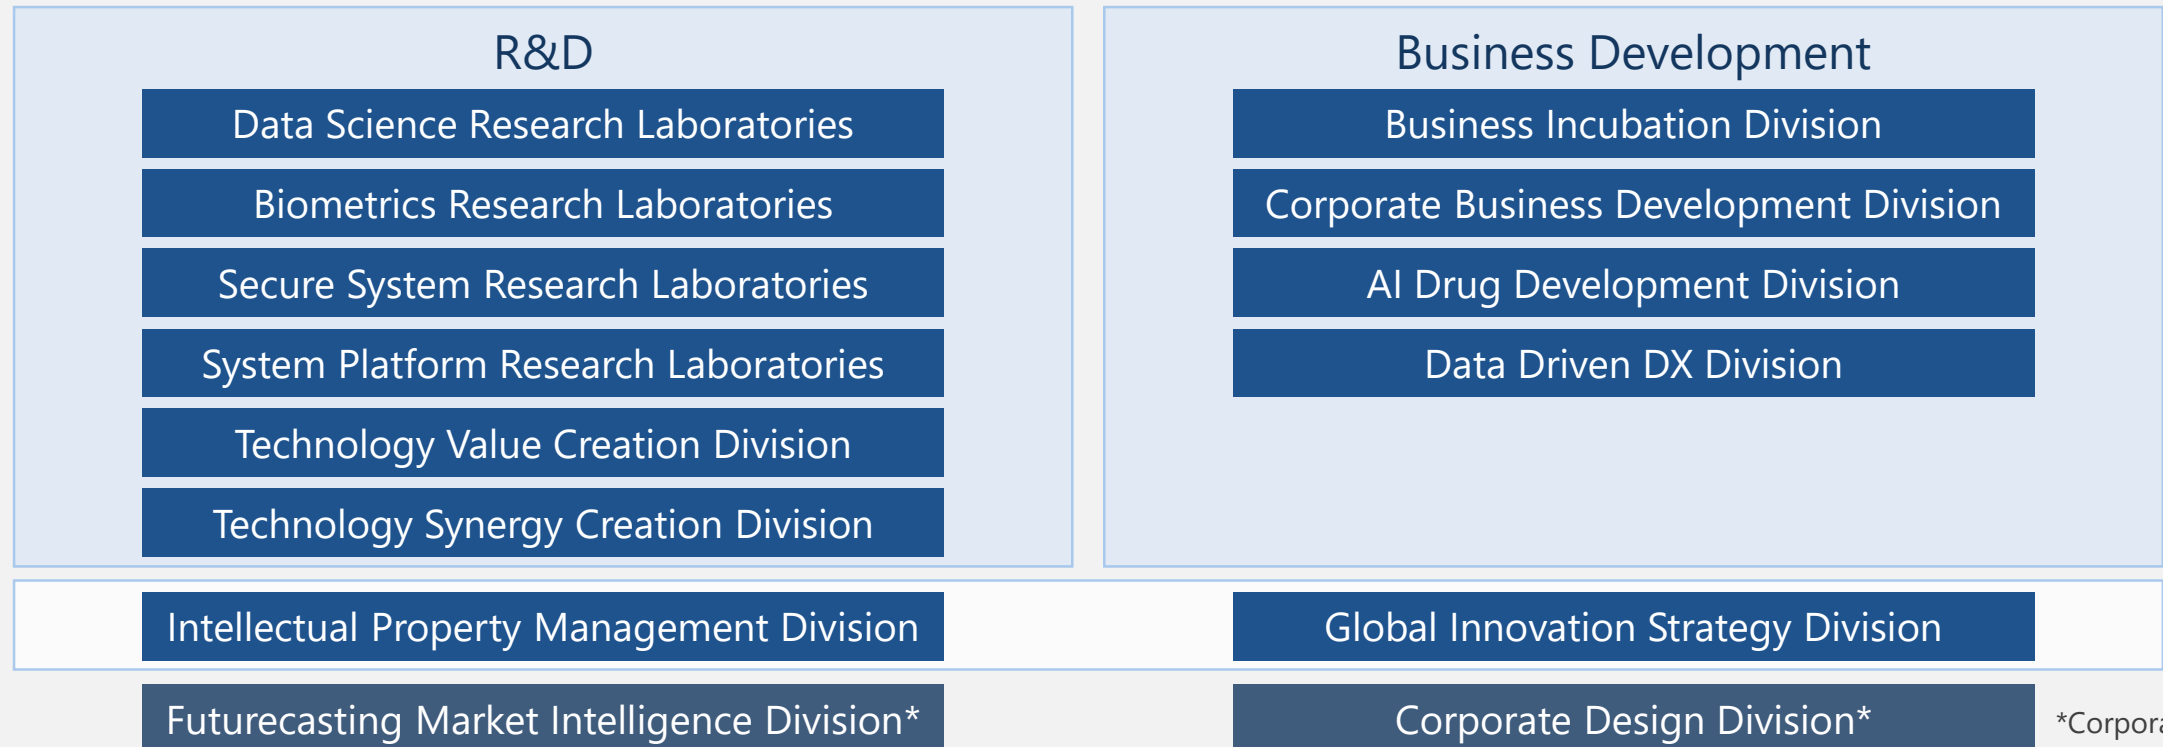 R&D
Data Science Research Laboratories
Biometrics Research Laboratories
Secure System Research Laboratories
System Platform Research Laboratories
Technology Value Creation Division
Technology Synergy Creation Division
Business Development
Business Incubation Division
Corporate Business Development Division
AI Drug Development Division
Data Driven DX Division
Intellectual Property Management Division
Global Innovation Strategy Division
Futurecasting Market Intelligence Division*
Corporate Design Division*